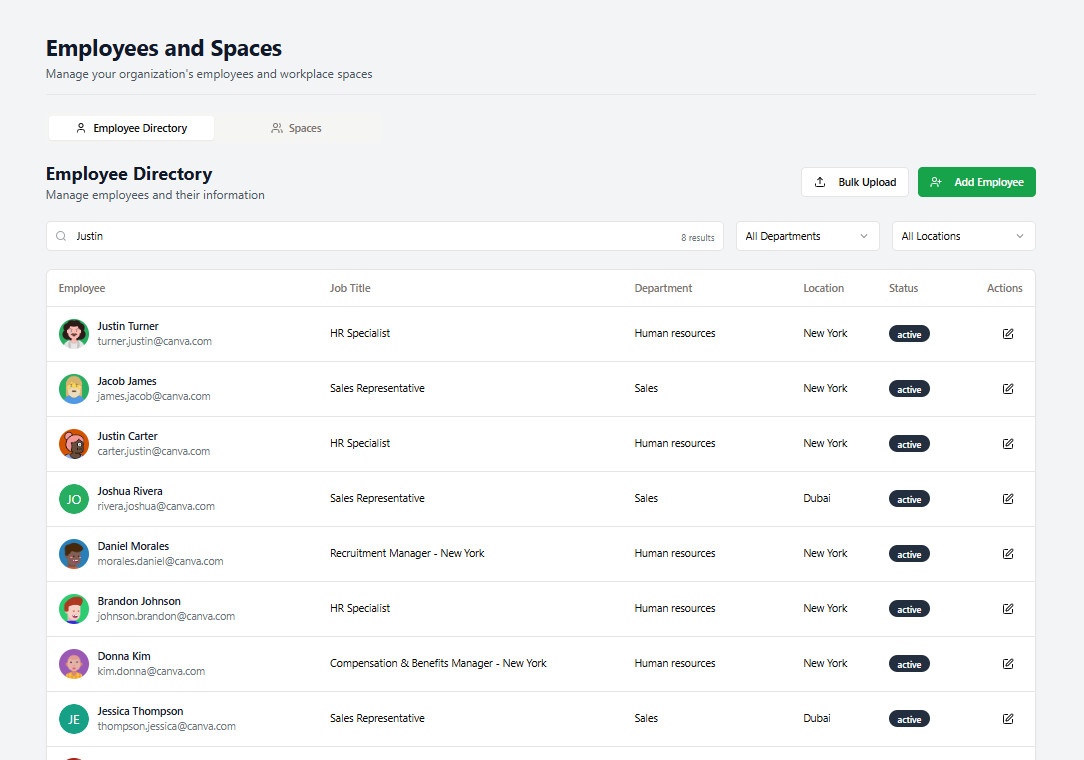 Employees and Spaces
Manage your organization's employees and workplace spaces
Employee Directory
Spaces
Employee Directory
Manage employees and their information
Bulk Upload
Add Employee
Justin
8 results
All Departments
All Locations
Employee Job Title Department Location Status Actions
Justin Turner
turner.justin@canva.com
HR Specialist Human resources New York active
Jacob James
james.jacob@canva.com
Sales Representative Sales New York active
Justin Carter
carter.justin@canva.com
HR Specialist Human resources New York active
JO
Joshua Rivera
rivera.joshua@canva.com
Sales Representative Sales Dubai active
Daniel Morales
morales.daniel@canva.com
Recruitment Manager - New York Human resources New York active
Brandon Johnson
johnson.brandon@canva.com
HR Specialist Human resources New York active
Donna Kim
kim.donna@canva.com
Compensation & Benefits Manager - New York Human resources New York active
JE
Jessica Thompson
thompson.jessica@canva.com
Sales Representative Sales Dubai active